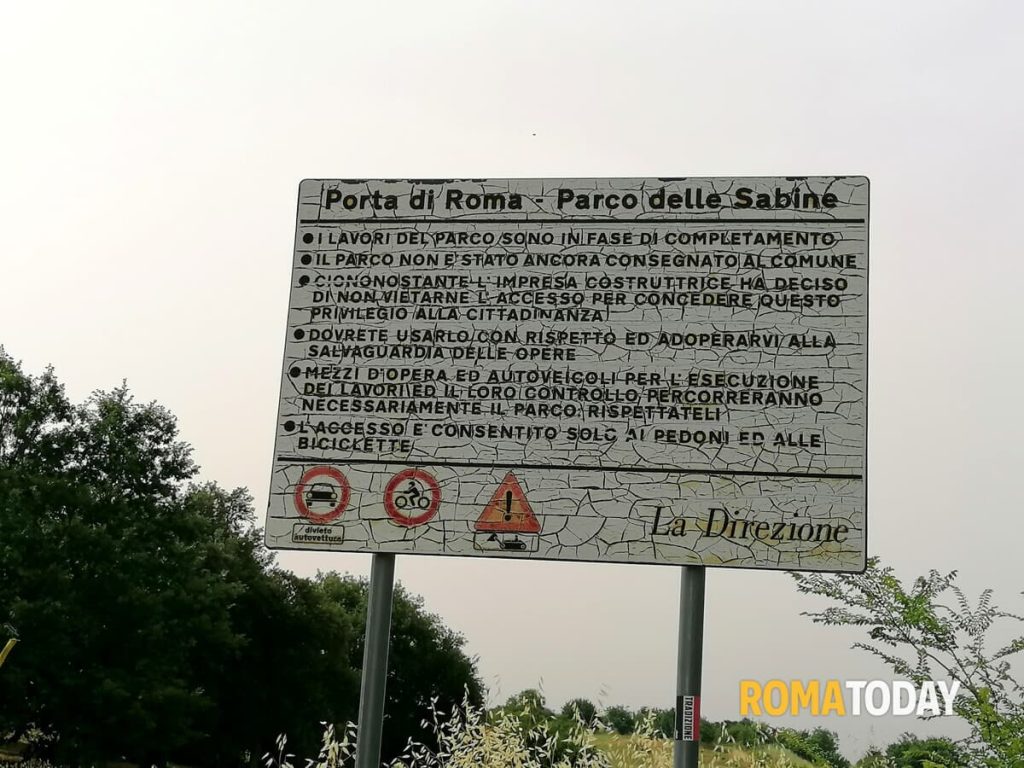 Porta di Roma - Parco delle Sabine
● I LAVORI DEL PARCO SONO IN FASE DI COMPLETAMENTO
● IL PARCO NON E' STATO ANCORA CONSEGNATO AL COMUNE
● CIONONOSTANTE L' IMPRESA COSTRUTTRICE HA DECISO
DI NON VIETARNE L' ACCESSO PER CONCEDERE QUESTO
PRIVILEGIO ALLA CITTADINANZA
● DOVRETE USARLO CON RISPETTO ED ADOPERARVI ALLA
SALVAGUARDIA DELLE OPERE
● MEZZI D'OPERA ED AUTOVEICOLI PER L' ESECUZIONE
DEI LAVORI ED IL LORO CONTROLLO, PERCORRERANNO
NECESSARIAMENTE IL PARCO: RISPETTATELI
● L'ACCESSO E' CONSENTITO SOLO AI PEDONI ED ALLE
BICICLETTE
divieto
autovetture
La Direzione
TRADIZIONE
ROMATODAY